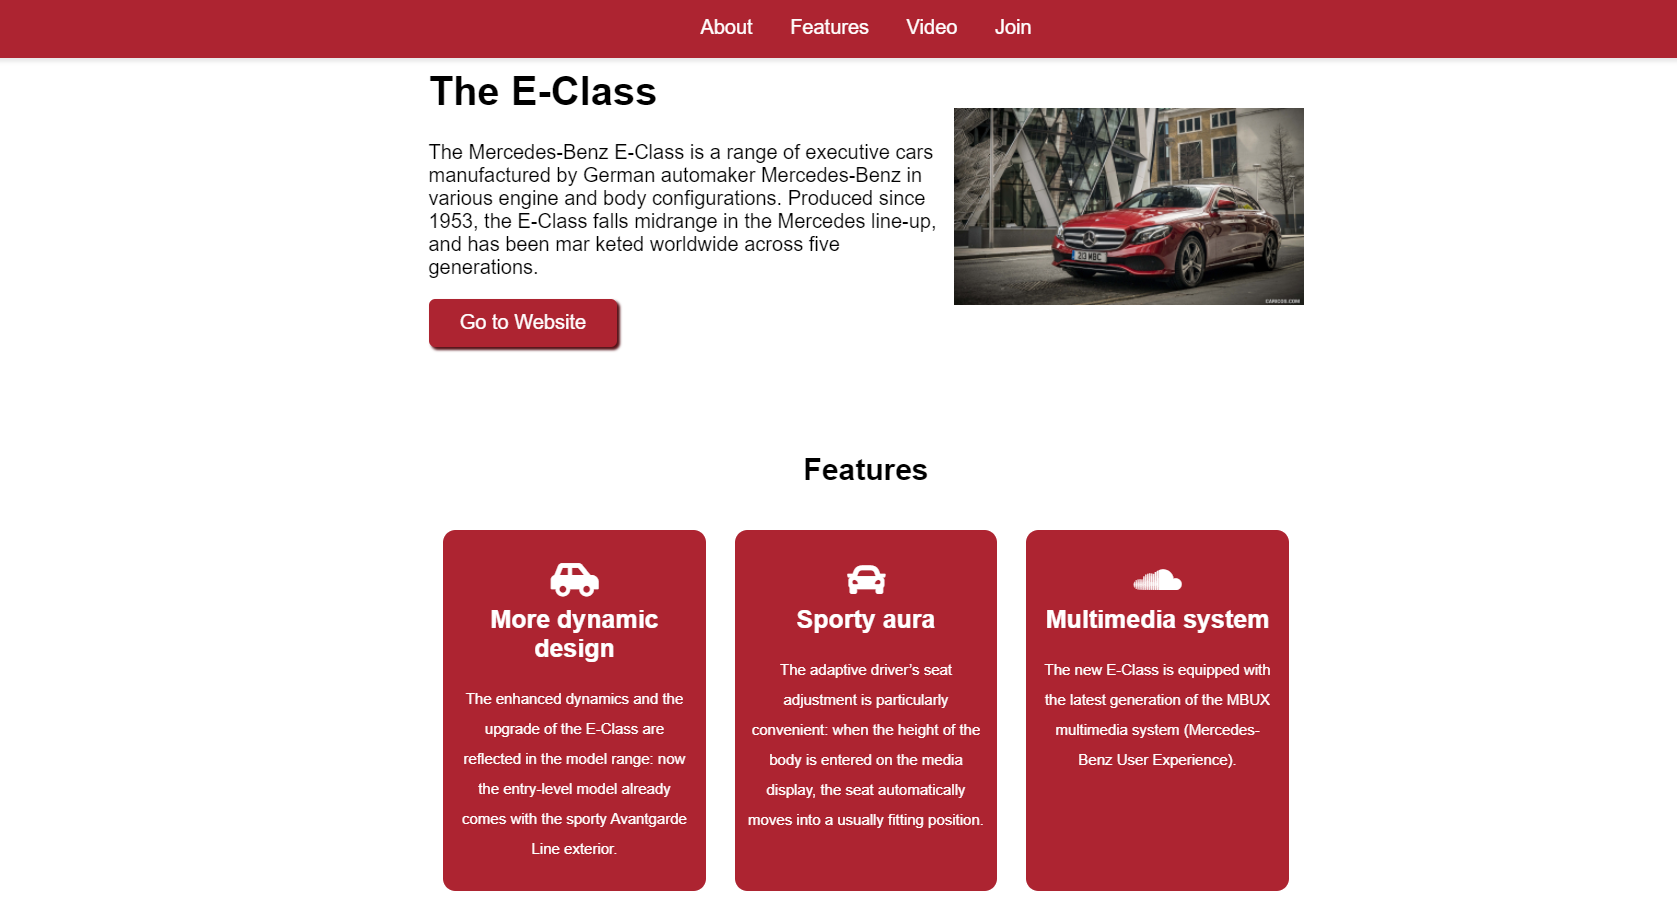 About Features Video Join
The E-Class
The Mercedes-Benz E-Class is a range of executive cars
manufactured by German automaker Mercedes-Benz in
various engine and body configurations. Produced since
1953, the E-Class falls midrange in the Mercedes line-up,
and has been mar keted worldwide across five
generations.
Go to Website
213 MBC
CARICOS.COM
Features
More dynamic
design
The enhanced dynamics and the
upgrade of the E-Class are
reflected in the model range: now
the entry-level model already
comes with the sporty Avantgarde
Line exterior.
Sporty aura
The adaptive driver’s seat
adjustment is particularly
convenient: when the height of the
body is entered on the media
display, the seat automatically
moves into a usually fitting position.
Multimedia system
The new E-Class is equipped with
the latest generation of the MBUX
multimedia system (Mercedes-
Benz User Experience).